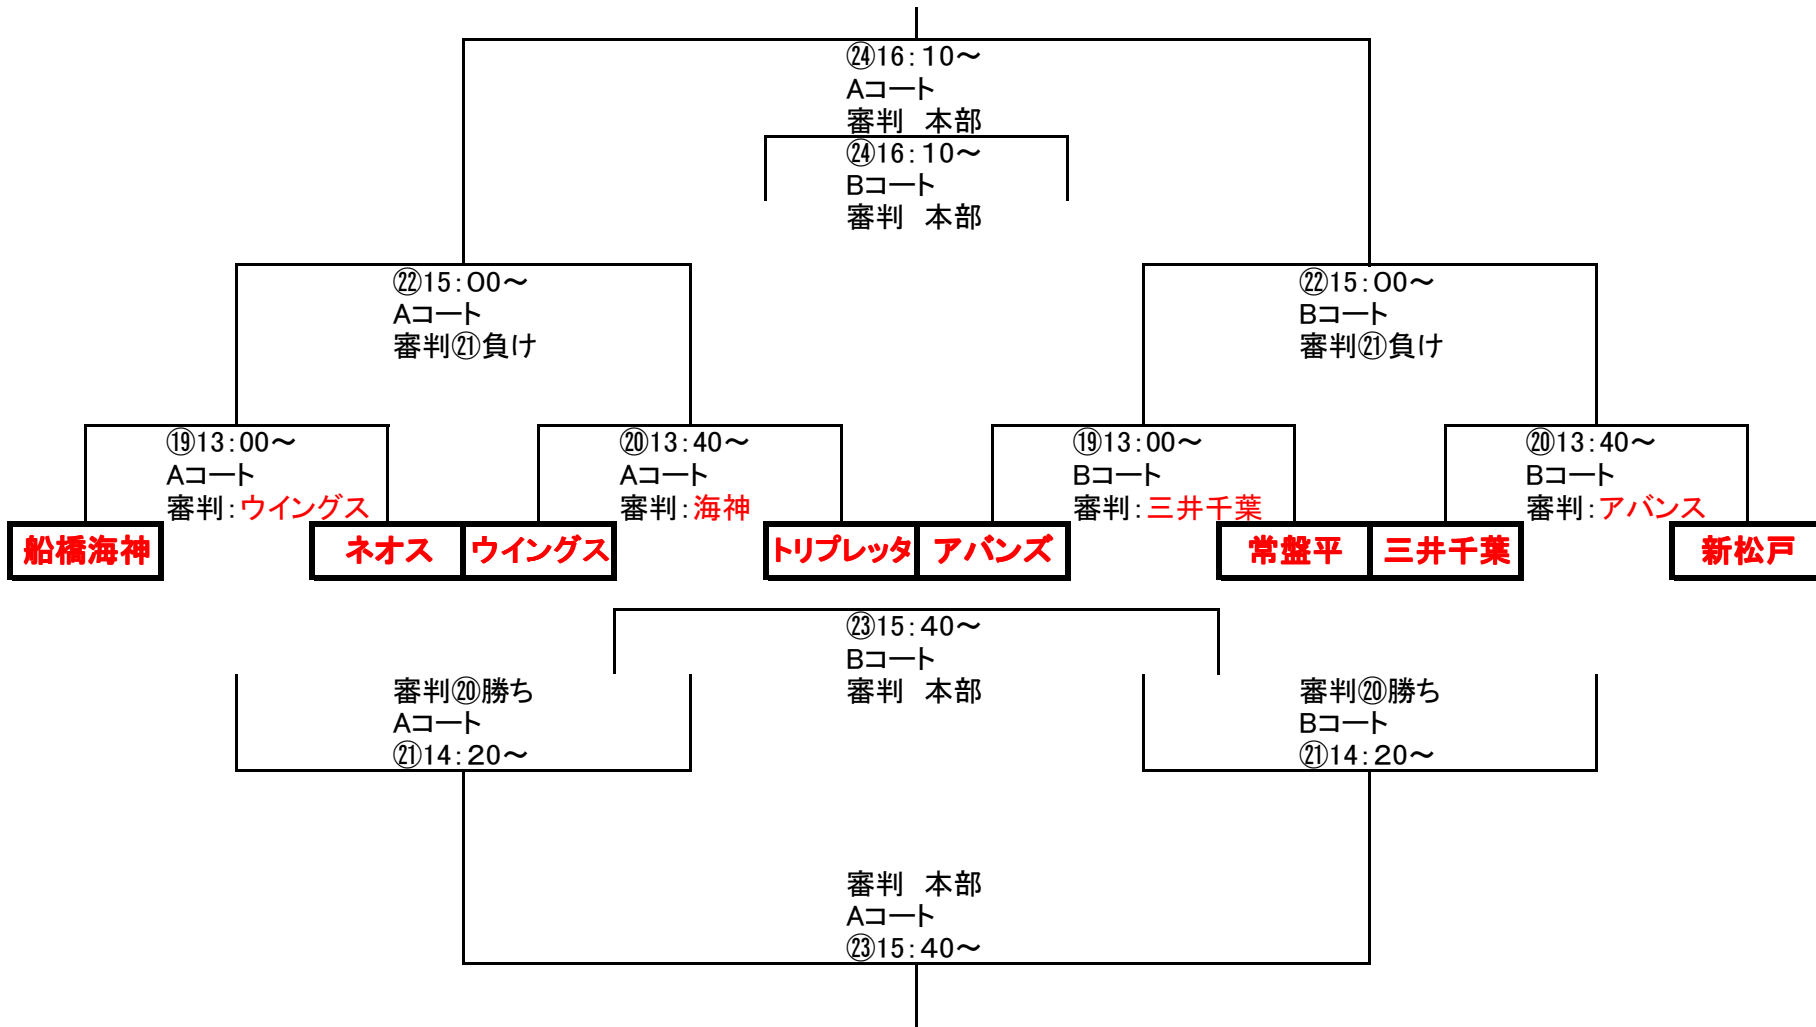 ㉔16：10～
Aコート
審判　本部
㉔16：10～
Bコート
審判　本部
㉒15：00～
Aコート
審判㉑負け
㉒15：00～
Bコート
審判㉑負け
⑲13：00～
Aコート
審判：ウイングス
⑳13：40～
Aコート
審判：海神
⑲13：00～
Bコート
審判：三井千葉
⑳13：40～
Bコート
審判：アバンス
船橋海神
ネオス
ウイングス
トリプレッタ
アバンズ
常盤平
三井千葉
新松戸
㉓15：40～
Bコート
審判　本部
審判⑳勝ち
Aコート
㉑14：20～
審判⑳勝ち
Bコート
㉑14：20～
審判　本部
Aコート
㉓15：40～